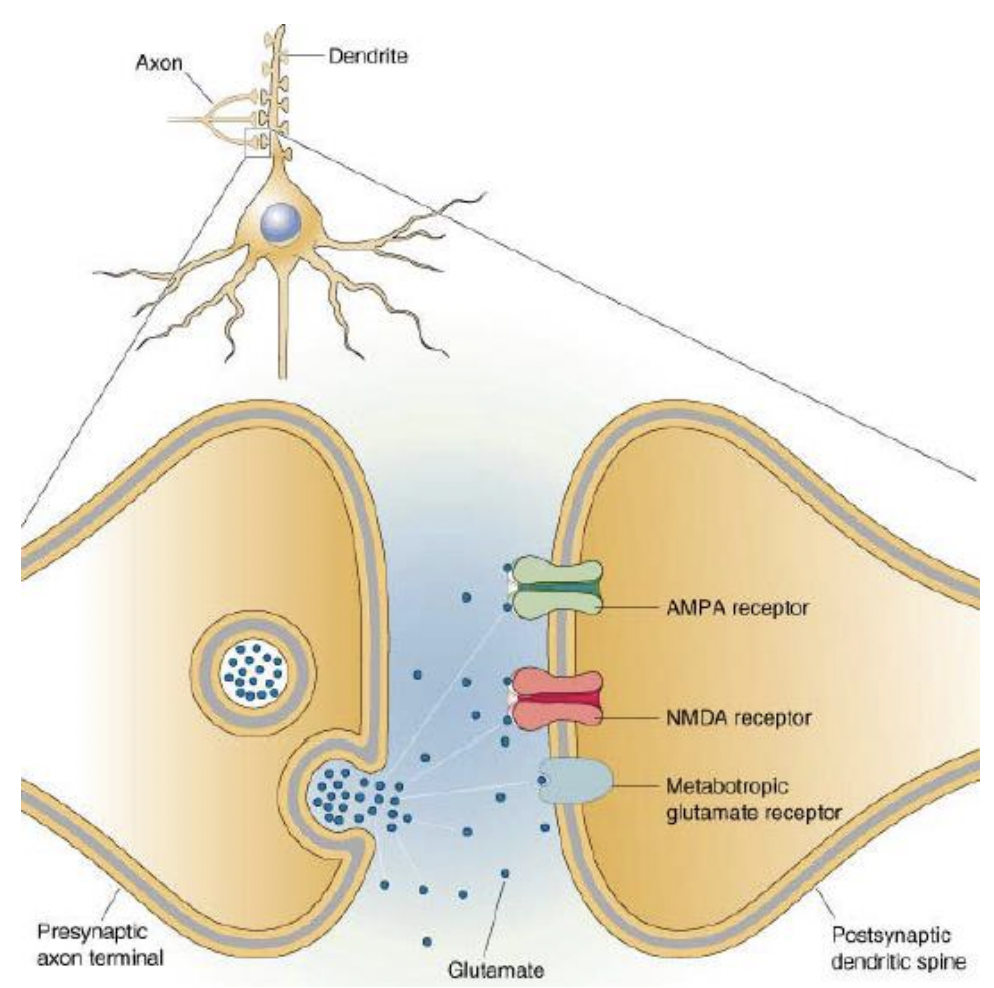 Axon
Dendrite
AMPA receptor
NMDA receptor
Metabotropic
glutamate receptor
Presynaptic
axon terminal
Glutamate
Postsynaptic
dendritic spine